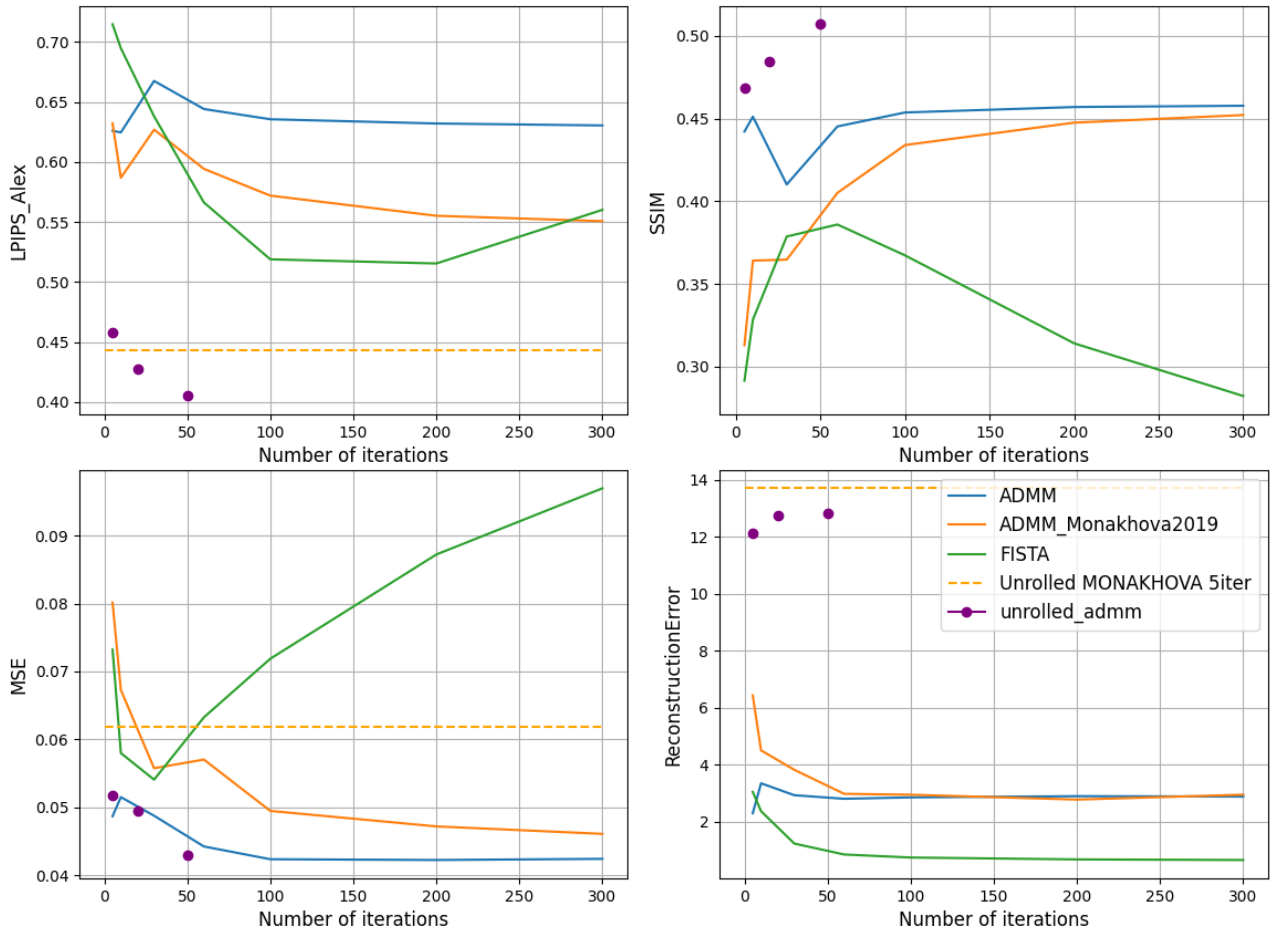 LPIPS_Alex
0.70
0.65
0.60
0.55
0.50
0.45
0.40
0 50 100 150 200 250 300
Number of iterations
SSIM
0.50
0.45
0.40
0.35
0.30
0 50 100 150 200 250 300
Number of iterations
MSE
0.09
0.08
0.07
0.06
0.05
0.04
0 50 100 150 200 250 300
Number of iterations
ReconstructionError
14
12
10
8
6
4
2
0 50 100 150 200 250 300
Number of iterations
ADMM
ADMM_Monakhova2019
FISTA
Unrolled MONAKHOVA 5iter
unrolled_admm